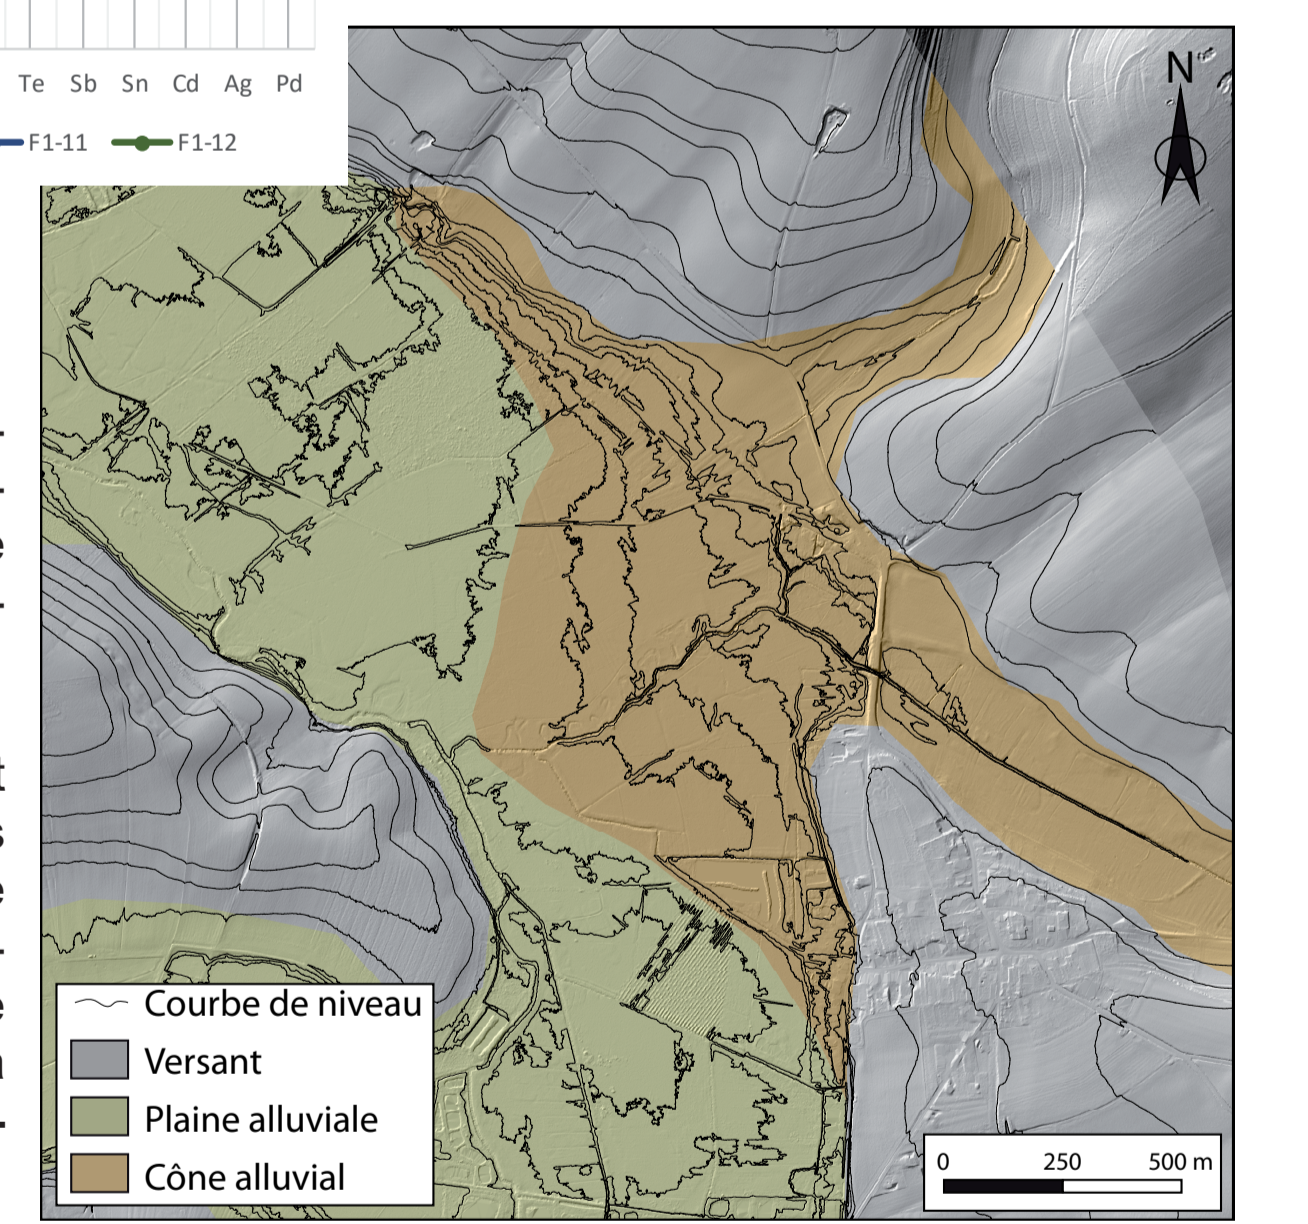 Te Sb Sn Cd Ag Pd
F1-11 F1-12
N
Courbe de niveau
Versant
Plaine alluviale
Cône alluvial
0 250 500 m